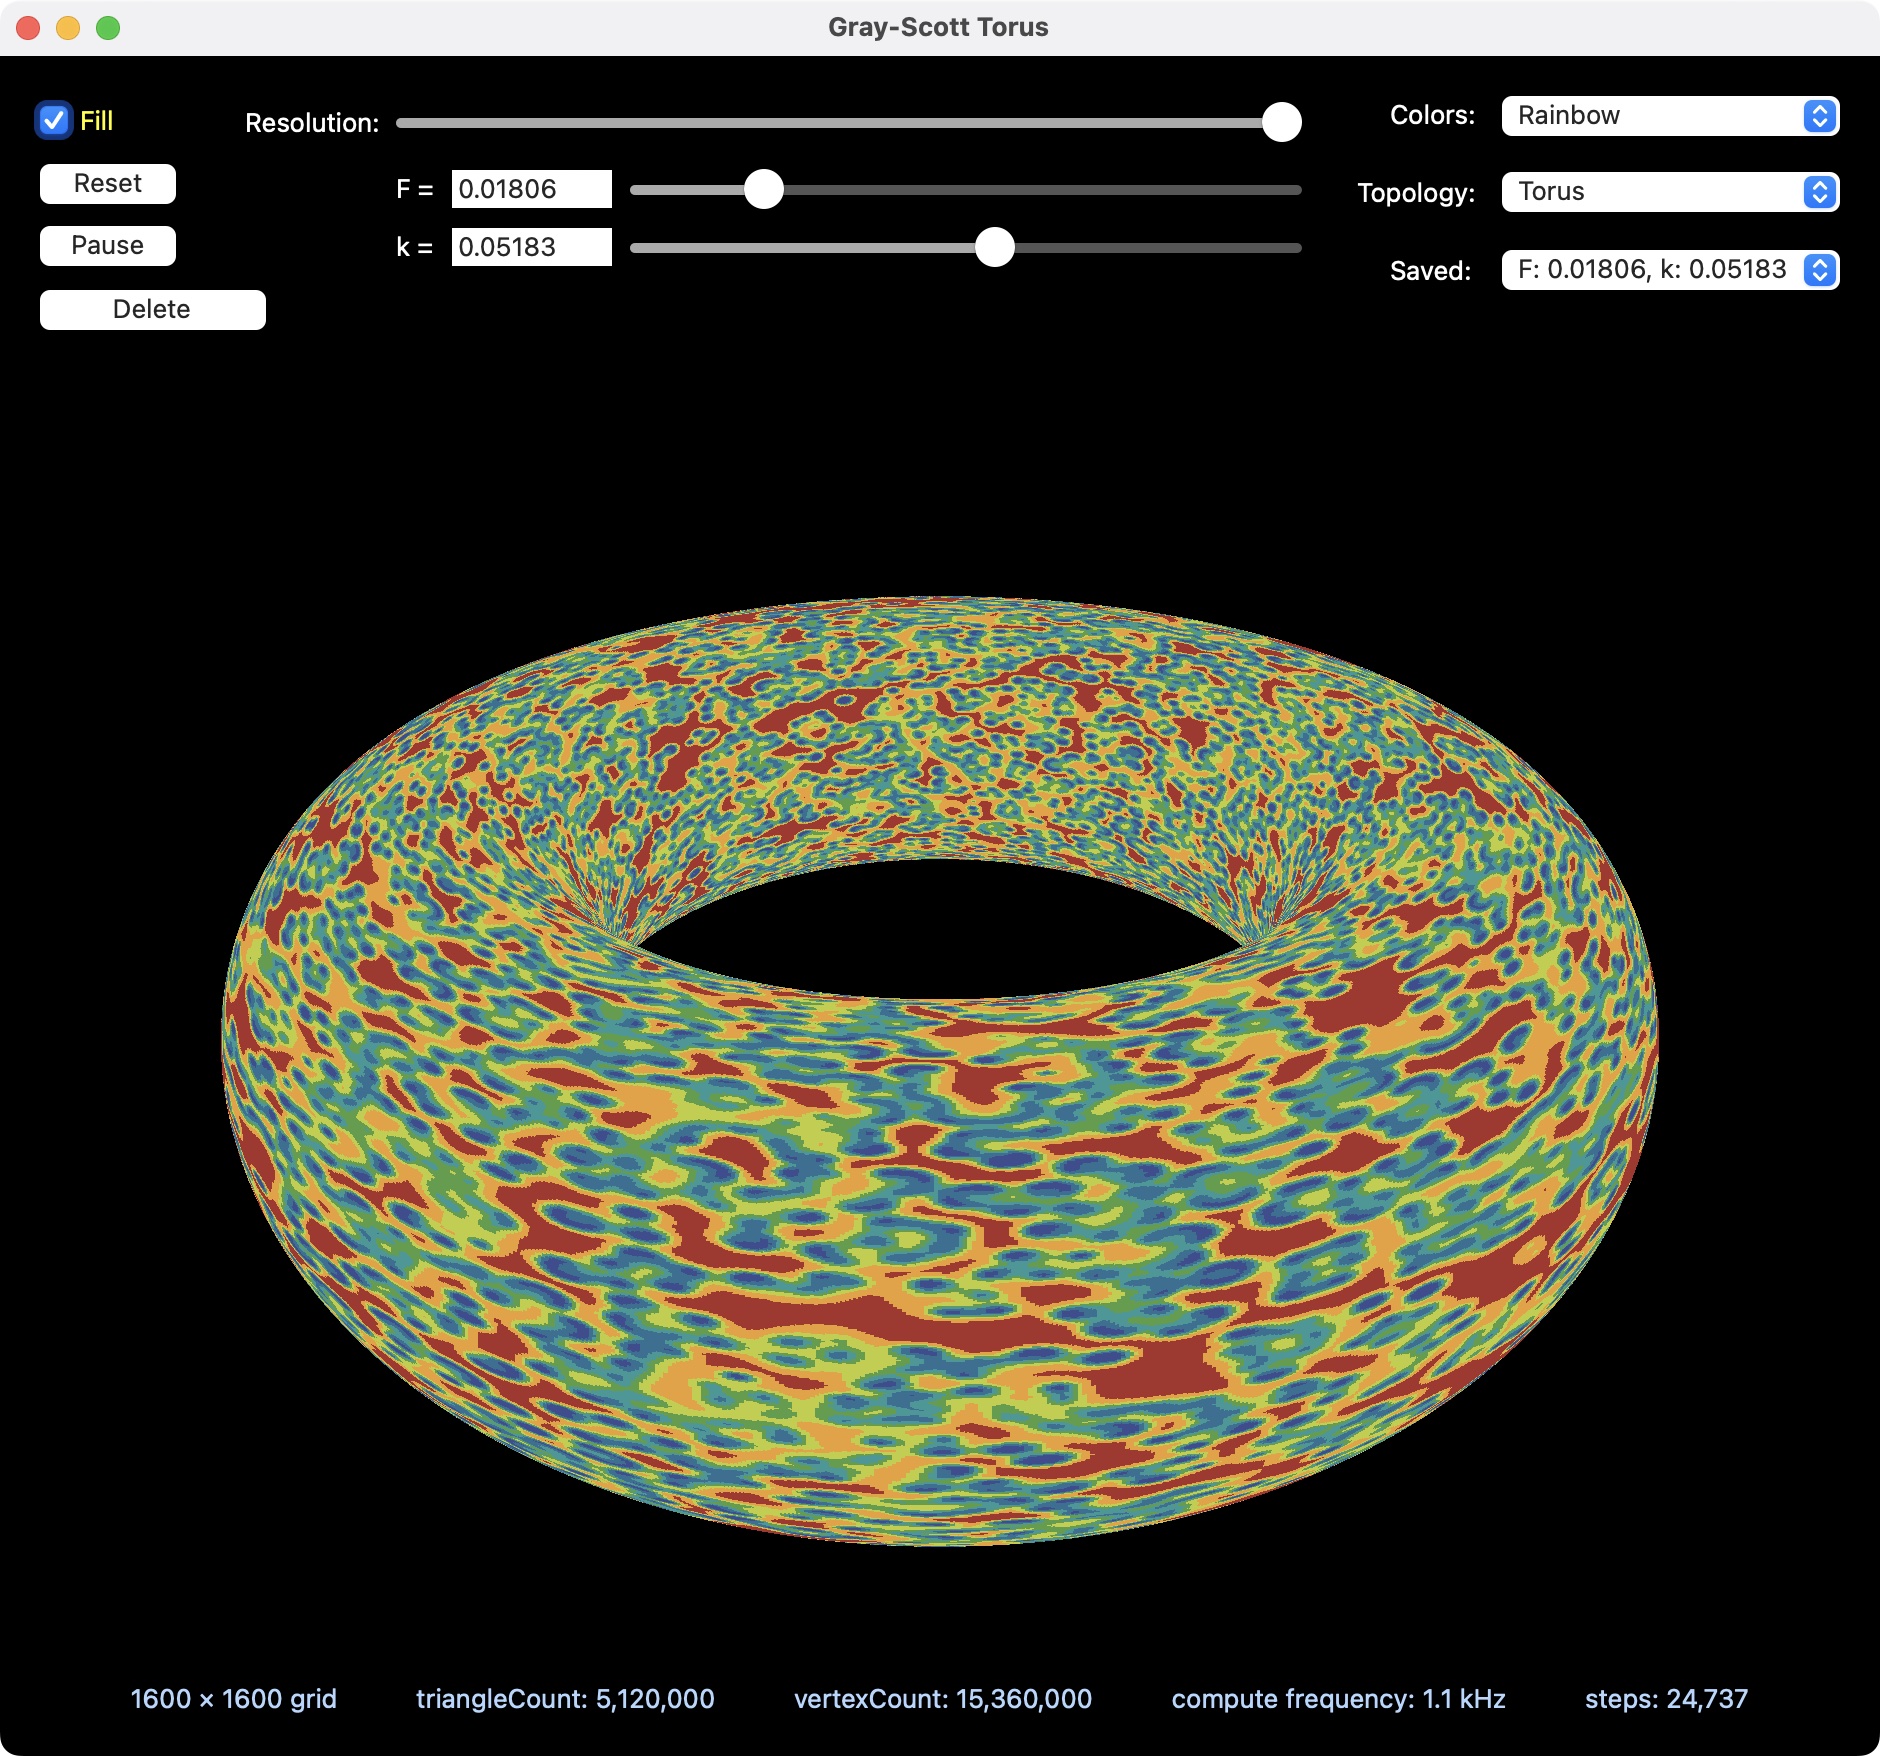 Gray-Scott Torus
Fill
Resolution:
Colors:
Rainbow
Reset
F =
0.01806
Topology:
Torus
Pause
k =
0.05183
Saved:
F: 0.01806, k: 0.05183
Delete
1600 × 1600 grid
triangleCount: 5,120,000
vertexCount: 15,360,000
compute frequency: 1.1 kHz
steps: 24,737